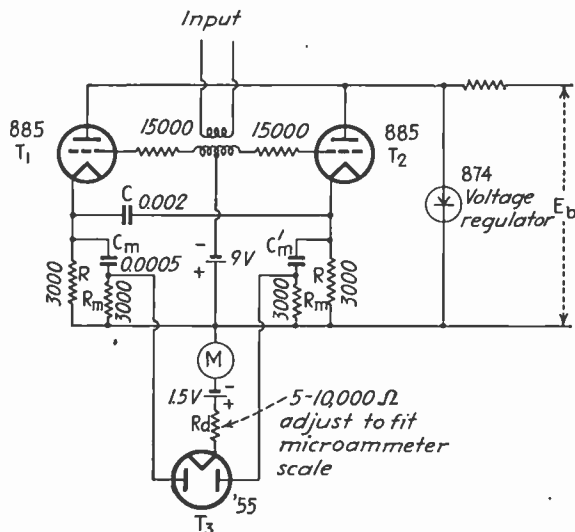 Input
885
T1
15000
15000
885
T2
874
Voltage
regulator
Eb
C
0.002
Cm
0.0005
R
3000
Rm
3000
-
+
9V
C'm
R
3000
Rm
3000
M
1.5V
-
+
Rd
5-10,000 Ω
adjust to fit
microammeter
scale
'55
T3